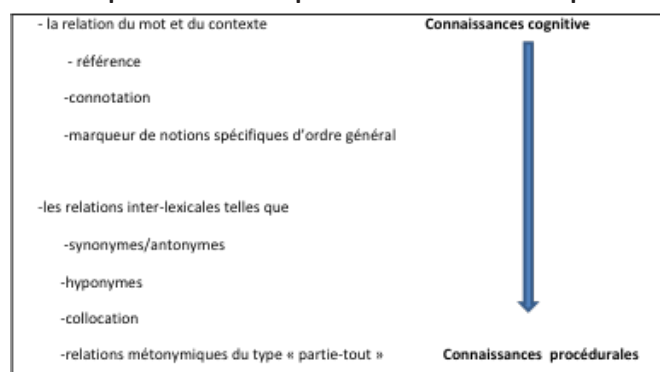 - la relation du mot et du contexte Connaissances cognitive
- référence
-connotation
-marqueur de notions spécifiques d'ordre général
-les relations inter-lexicales telles que
-synonymes/antonymes
-hyponymes
-collocation
-relations métonymiques du type « partie-tout » Connaissances procédurales